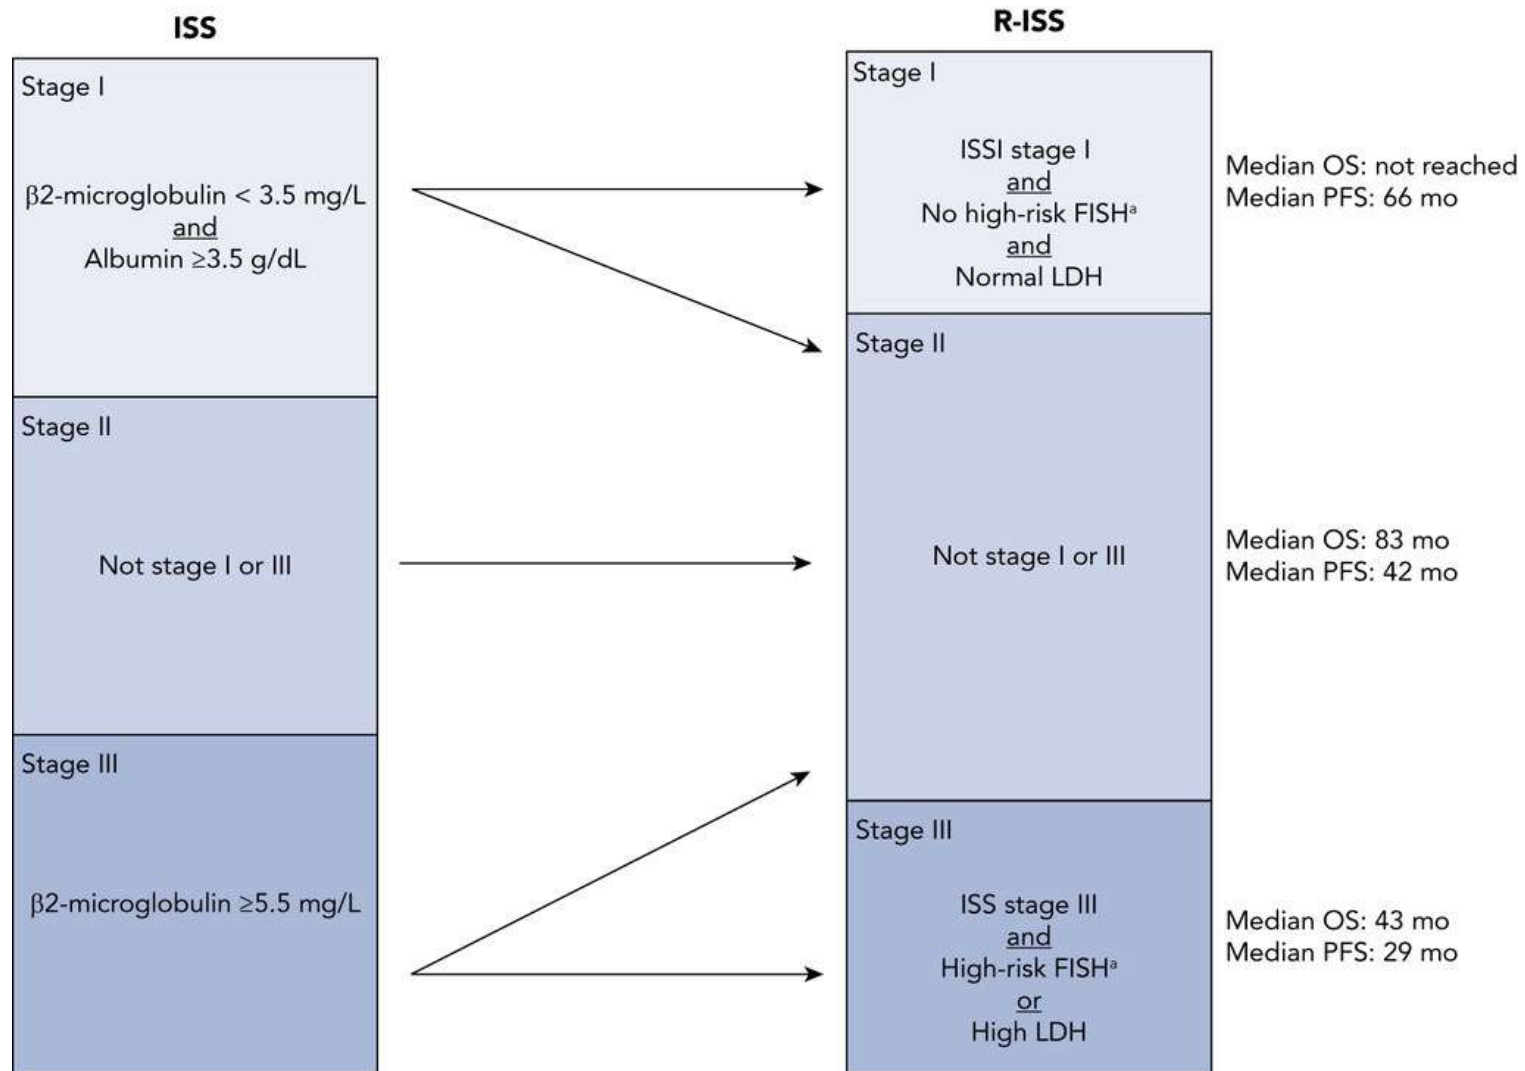 ISS
Stage I
β2-microglobulin < 3.5 mg/L
and
Albumin ≥3.5 g/dL
Stage II
Not stage I or III
Stage III
β2-microglobulin ≥5.5 mg/L
R-ISS
Stage I
ISSI stage I
and
No high-risk FISHᵃ
and
Normal LDH
Median OS: not reached
Median PFS: 66 mo
Stage II
Not stage I or III
Median OS: 83 mo
Median PFS: 42 mo
Stage III
ISS stage III
and
High-risk FISHᵃ
or
High LDH
Median OS: 43 mo
Median PFS: 29 mo